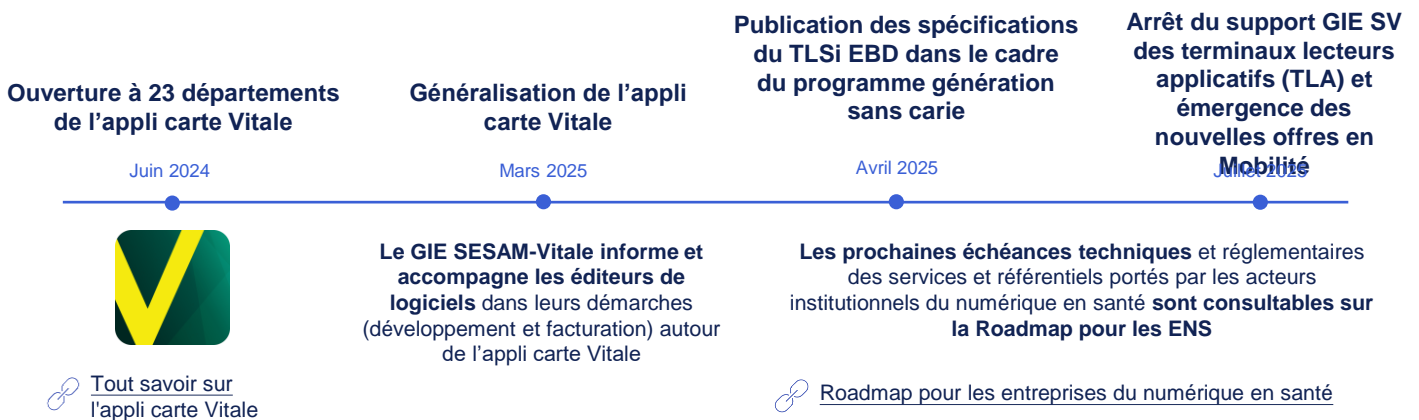 Ouverture à 23 départements
de l’appli carte Vitale
Juin 2024
Généralisation de l’appli
carte Vitale
Mars 2025
Publication des spécifications
du TLSi EBD dans le cadre
du programme génération
sans carie
Avril 2025
Arrêt du support GIE SV
des terminaux lecteurs
applicatifs (TLA) et
émergence des
nouvelles offres en
Mobilité
Tout savoir sur
l'appli carte Vitale
Le GIE SESAM-Vitale informe et
accompagne les éditeurs de
logiciels dans leurs démarches
(développement et facturation) autour
de l’appli carte Vitale
Les prochaines échéances techniques et réglementaires
des services et référentiels portés par les acteurs
institutionnels du numérique en santé sont consultables sur
la Roadmap pour les ENS
Roadmap pour les entreprises du numérique en santé